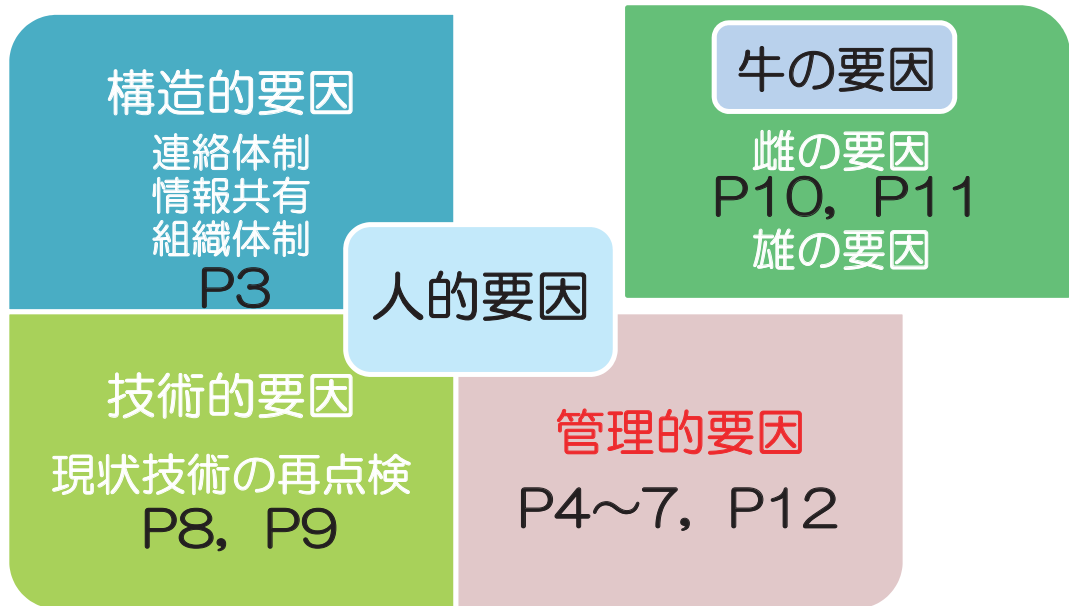 構造的要因
連絡体制
情報共有
組織体制
P3
牛の要因
雌の要因
P10，P11
雄の要因
人的要因
技術的要因
現状技術の再点検
P8，P9
管理的要因
P4～7，P12